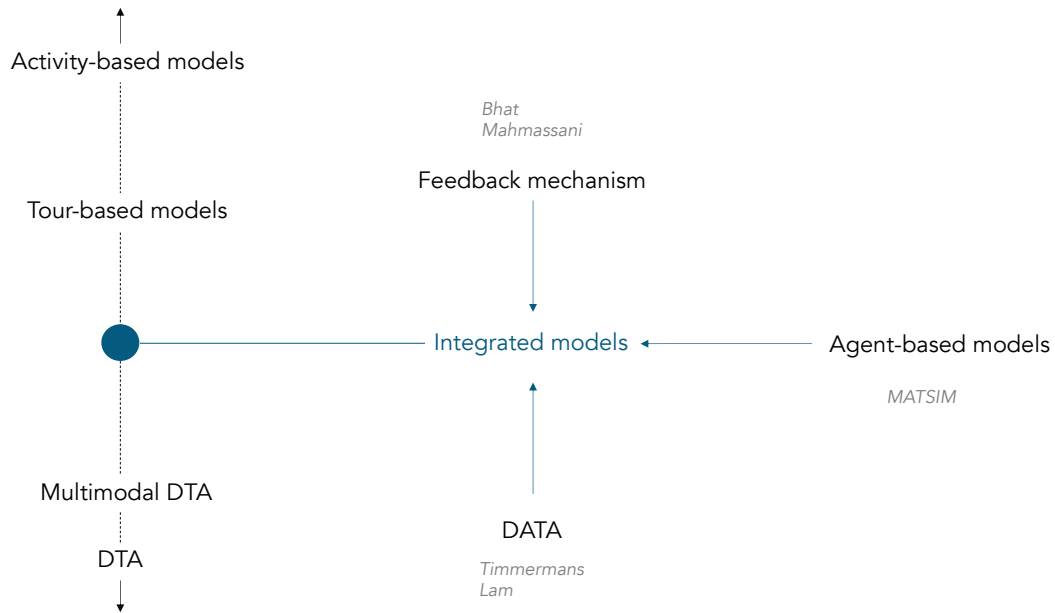 Activity-based models
Bhat
Mahmassani
Feedback mechanism
Tour-based models
Integrated models
Agent-based models
MATSIM
Multimodal DTA
DATA
DTA
Timmermans
Lam